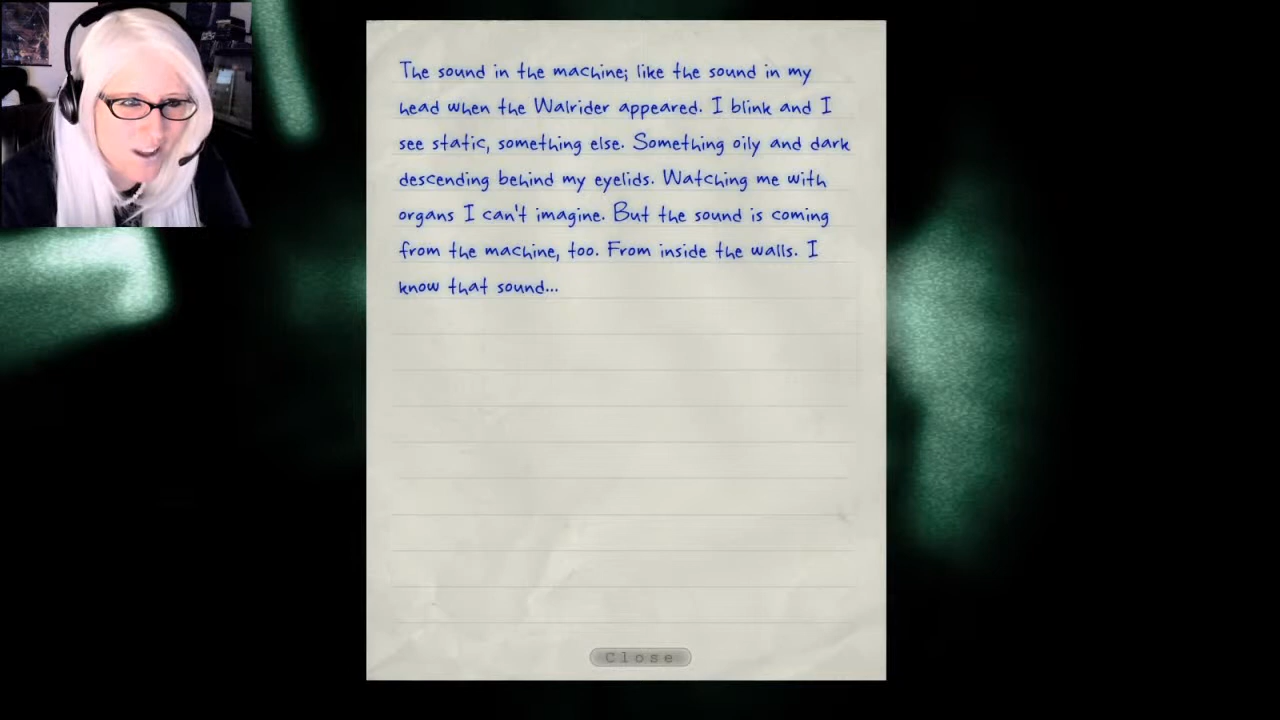 The sound in the machine; like the sound in my
head when the Walrider appeared. I blink and I
see static, something else. Something oily and dark
descending behind my eyelids. Watching me with
organs I can't imagine. But the sound is coming
from the machine, too. From inside the walls. I
know that sound...
Close